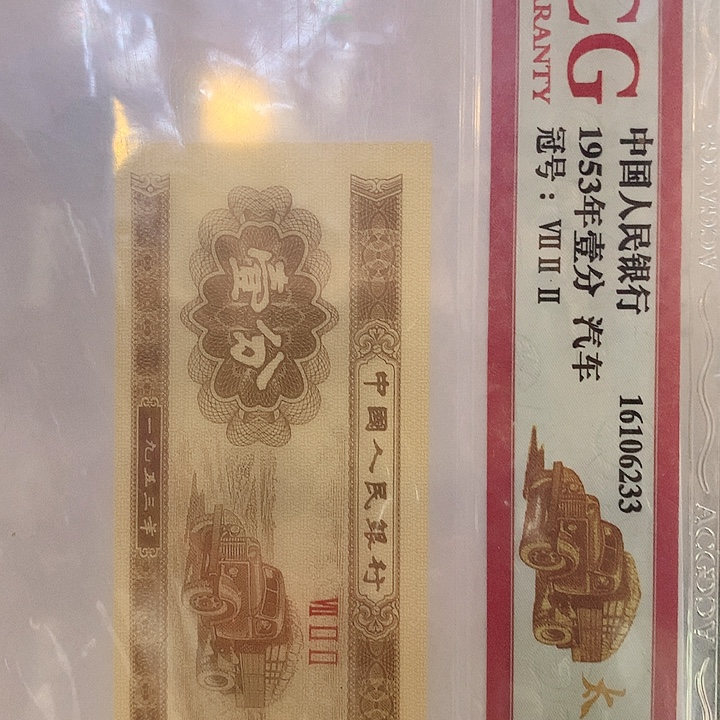 CG
RANTY
中国人民银行
1953年壹分 汽车
冠号：Ⅶ Ⅱ Ⅱ
16106233
太
中國人民銀行
壹分
一九五三年
Ⅶ Ⅱ Ⅱ